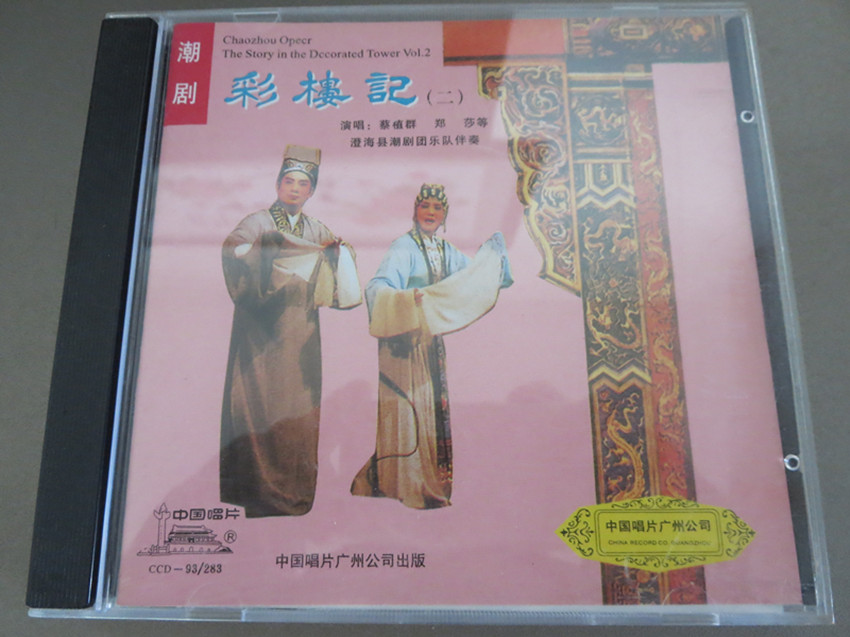 潮剧
Chaozhou Opecr
The Story in the Dccorated Tower Vol.2
彩樓記(二)
演唱：蔡植群 郑 莎等
澄海县潮剧团乐队伴奏
中国唱片
®
CCD－93/283
中国唱片广州公司出版
中国唱片广州公司
CHINA RECORD CO. GUANGZHOU